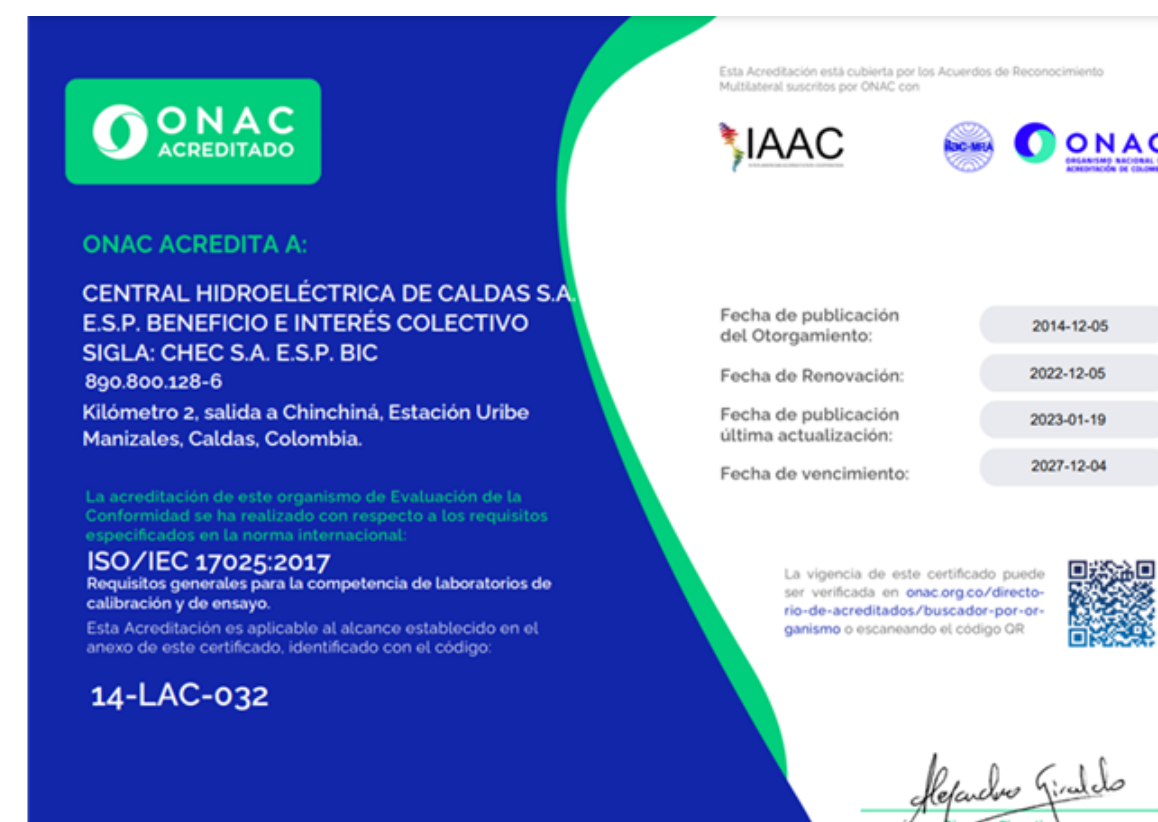 ONAC
ACREDITADO
ONAC ACREDITA A:
CENTRAL HIDROELÉCTRICA DE CALDAS S.A.
E.S.P. BENEFICIO E INTERÉS COLECTIVO
SIGLA: CHEC S.A. E.S.P. BIC
890.800.128-6
Kilómetro 2, salida a Chinchiná, Estación Uribe
Manizales, Caldas, Colombia.
La acreditación de este organismo de Evaluación de la
Conformidad se ha realizado con respecto a los requisitos
especificados en la norma internacional:
ISO/IEC 17025:2017
Requisitos generales para la competencia de laboratorios de
calibración y de ensayo.
Esta Acreditación es aplicable al alcance establecido en el
anexo de este certificado, identificado con el código:
14-LAC-032
Esta Acreditación está cubierta por los Acuerdos de Reconocimiento
Multilateral suscritos por ONAC con
IAAC
ilac-MRA
ONAC
ORGANISMO NACIONAL
ACREDITACIÓN DE
Fecha de publicación
del Otorgamiento:
2014-12-05
Fecha de Renovación:
2022-12-05
Fecha de publicación
última actualización:
2023-01-19
Fecha de vencimiento:
2027-12-04
La vigencia de este certificado puede
ser verificada en onac.org.co/directo-
rio-de-acreditados/buscador-por-or-
ganismo o escaneando el código QR
Alejandro Giraldo